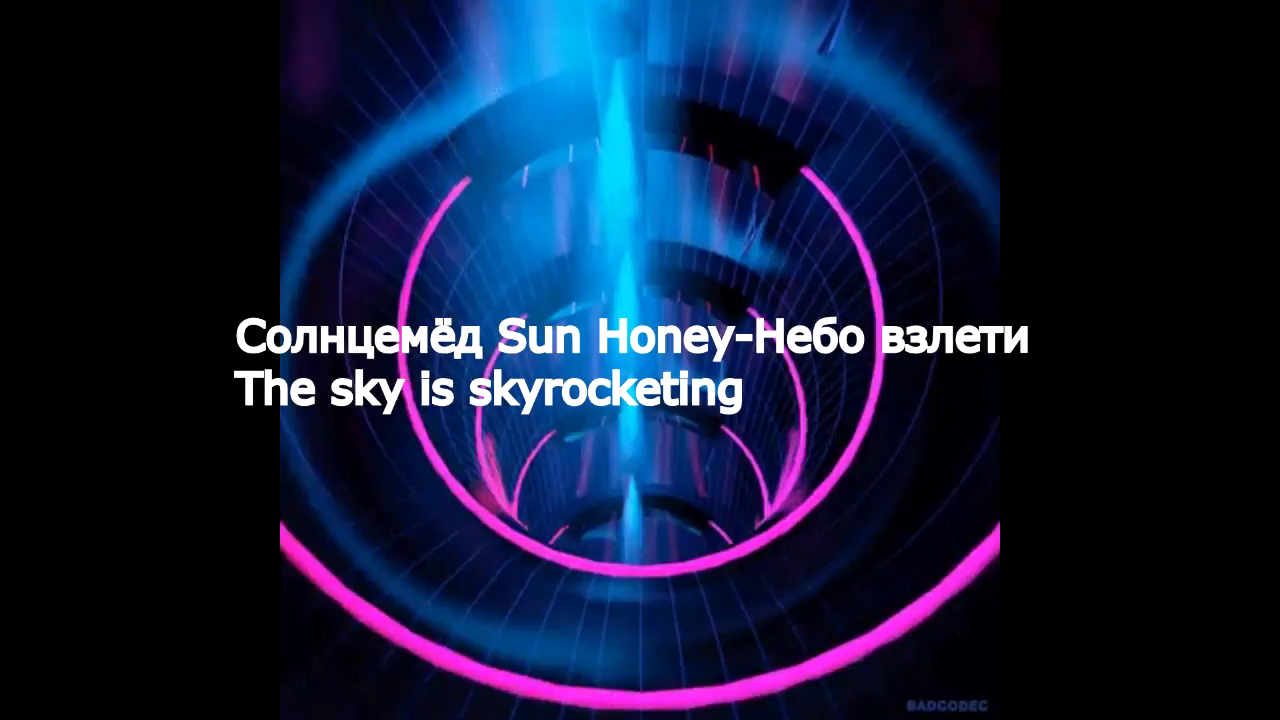 Солнцемёд Sun Honey-Небо взлети
The sky is skyrocketing
BADCODEC